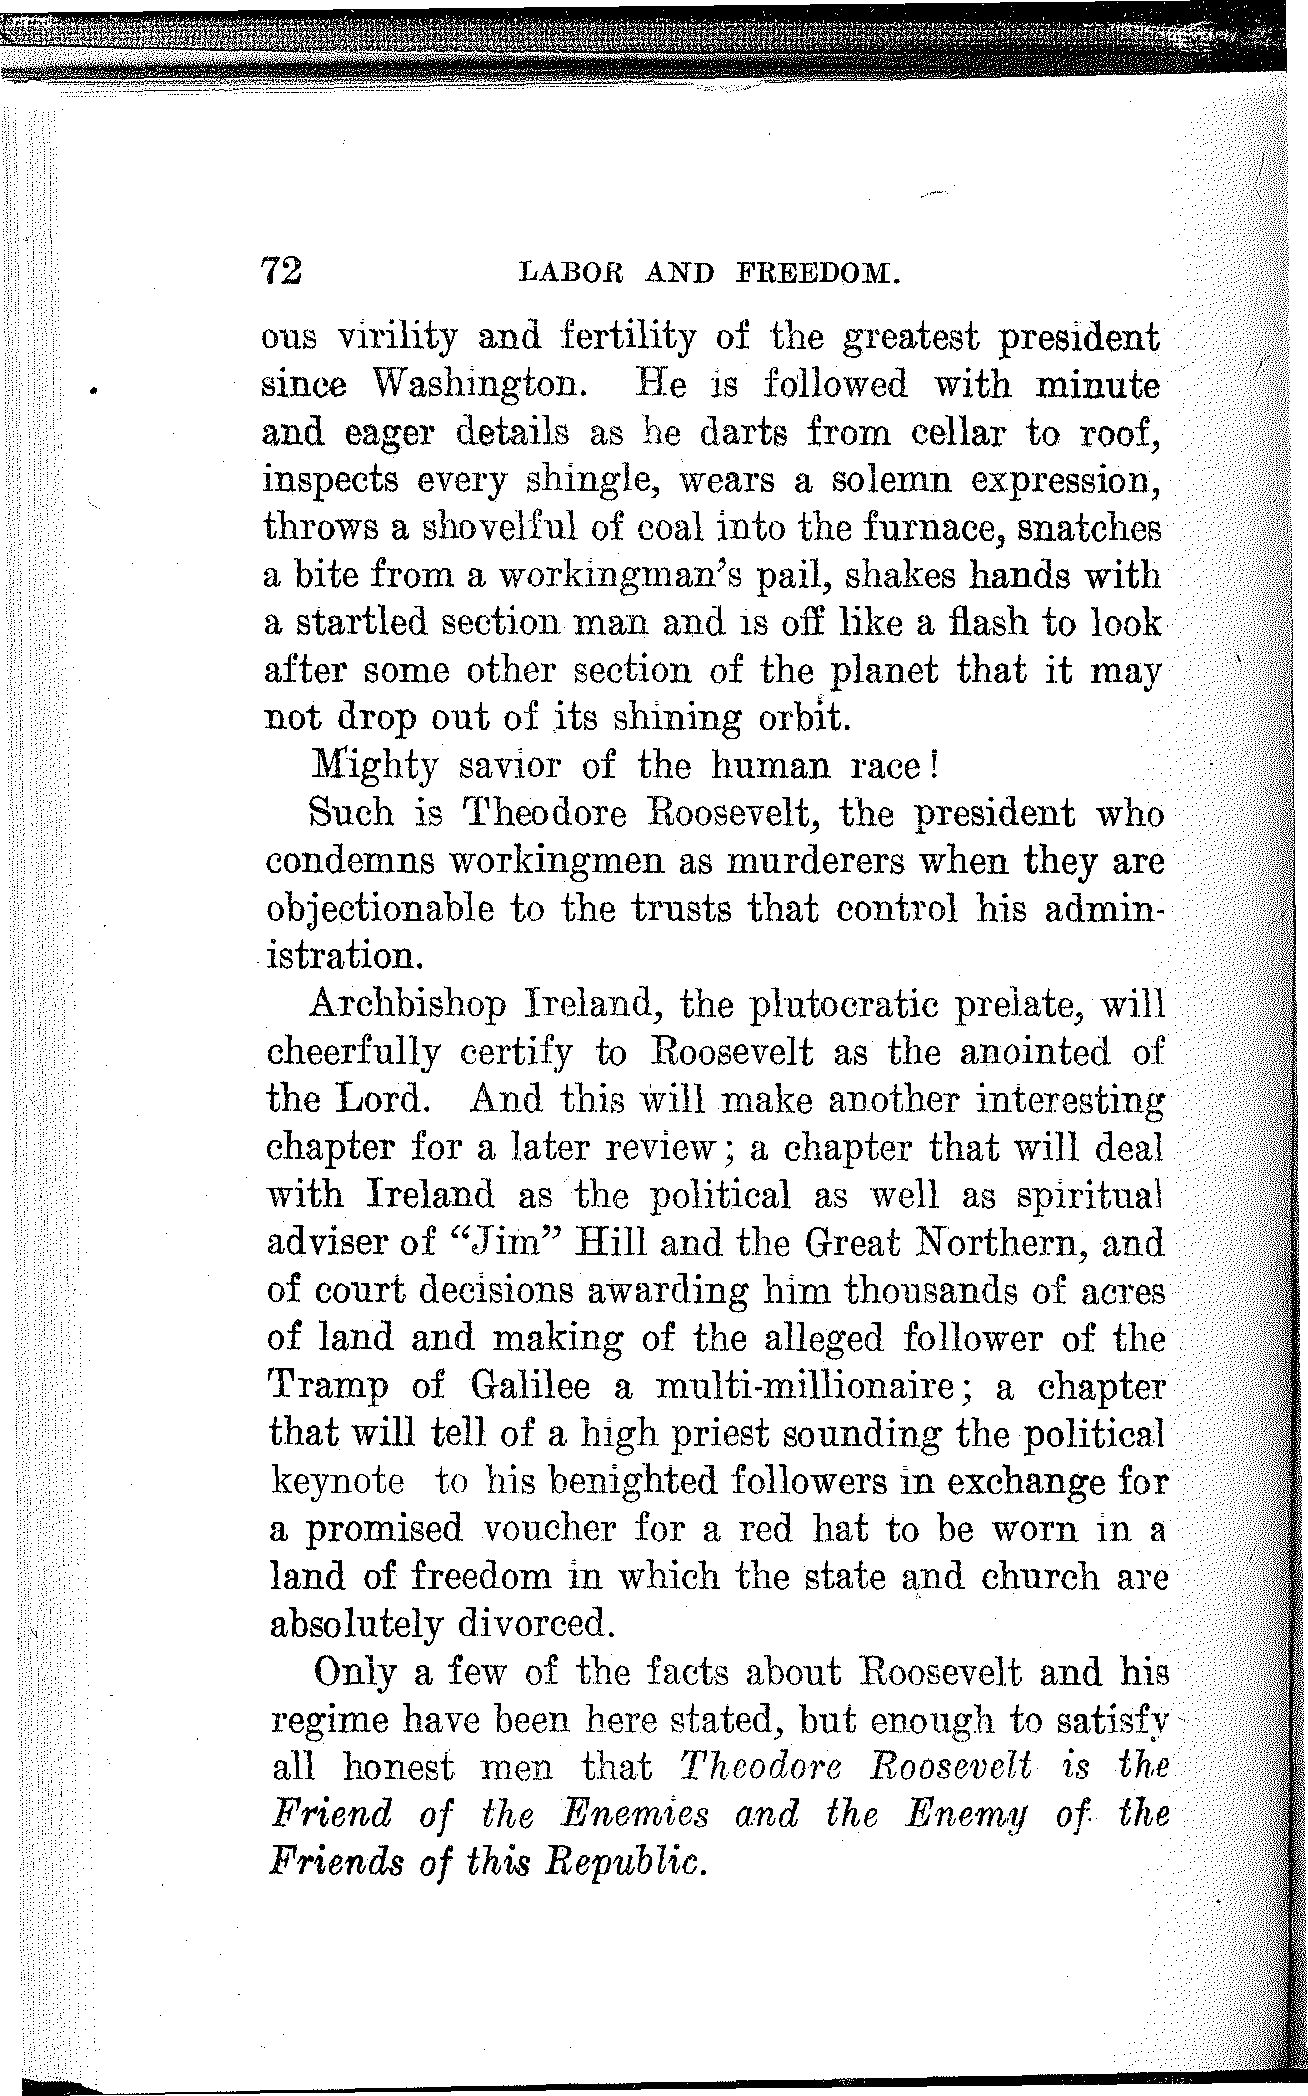 72 LABOR AND FREEDOM.
ous virility and fertility of the greatest president
since Washington. He is followed with minute
and eager details as he darts from cellar to roof,
inspects every shingle, wears a solemn expression,
throws a shovelful of coal into the furnace, snatches
a bite from a workingman's pail, shakes hands with
a startled section man and is off like a flash to look
after some other section of the planet that it may
not drop out of its shining orbit.
Mighty savior of the human race!
Such is Theodore Roosevelt, the president who
condemns workingmen as murderers when they are
objectionable to the trusts that control his admin-
istration.
Archbishop Ireland, the plutocratic prelate, will
cheerfully certify to Roosevelt as the anointed of
the Lord. And this will make another interesting
chapter for a later review; a chapter that will deal
with Ireland as the political as well as spiritual
adviser of "Jim" Hill and the Great Northern, and
of court decisions awarding him thousands of acres
of land and making of the alleged follower of the
Tramp of Galilee a multi-millionaire; a chapter
that will tell of a high priest sounding the political
keynote to his benighted followers in exchange for
a promised voucher for a red hat to be worn in a
land of freedom in which the state and church are
absolutely divorced.
Only a few of the facts about Roosevelt and his
regime have been here stated, but enough to satisfy
all honest men that Theodore Roosevelt is the
Friend of the Enemies and the Enemy of the
Friends of this Republic.